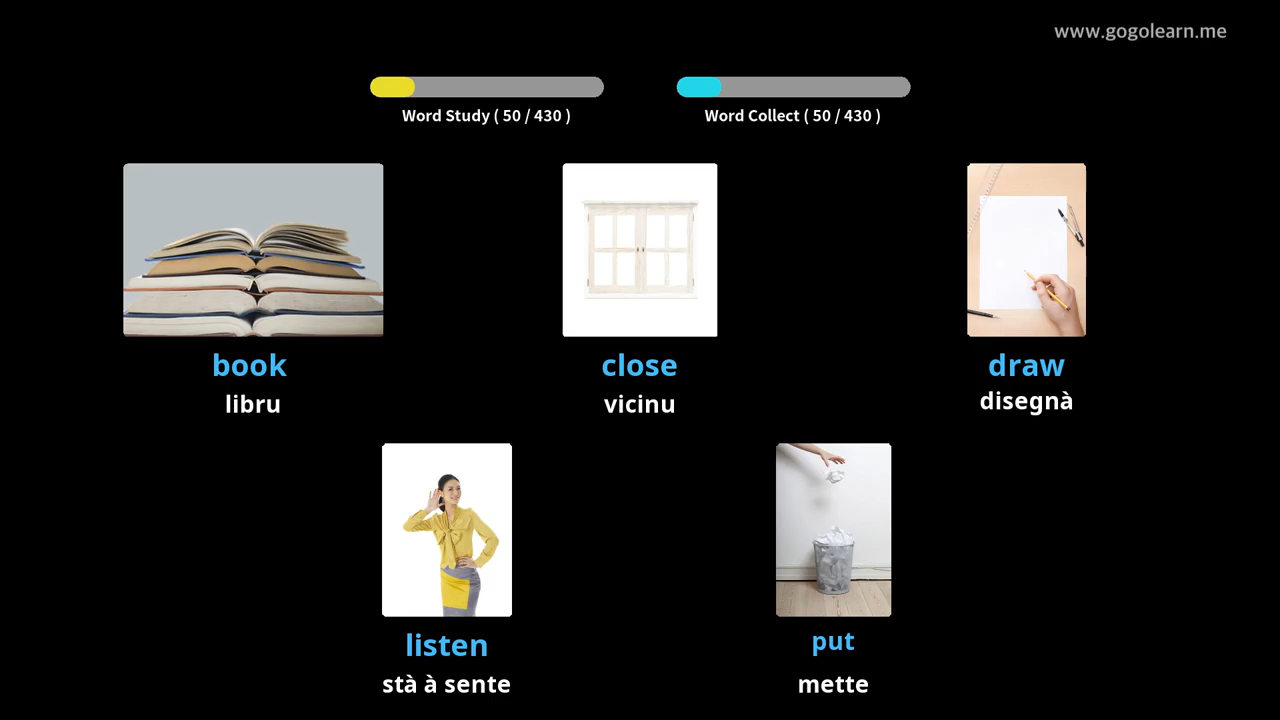 www.gogolearn.me
Word Study ( 50 / 430 )
Word Collect ( 50 / 430 )
book
libru
close
vicinu
draw
disegnà
listen
stà à sente
put
mette